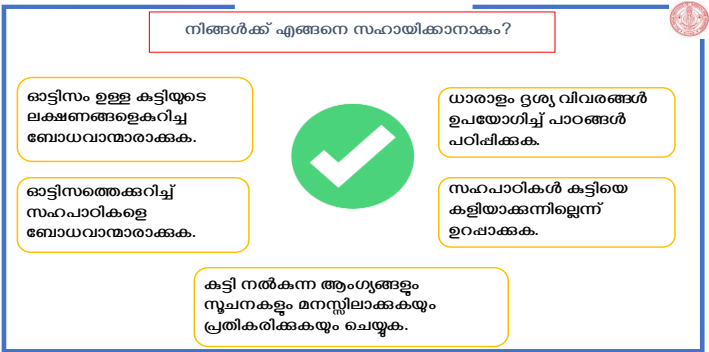 നിങ്ങൾക്ക് എങ്ങനെ സഹായിക്കാനാകും?
ഓട്ടിസം ഉള്ള കുട്ടിയുടെ
ലക്ഷണങ്ങളെകുറിച്ച
ബോധവാന്മാരാക്കുക.
ധാരാളം ദൃശ്യ വിവരങ്ങൾ
ഉപയോഗിച്ച് പാഠങ്ങൾ
പഠിപ്പിക്കുക.
ഓട്ടിസത്തെക്കുറിച്ച്
സഹപാഠികളെ
ബോധവാന്മാരാക്കുക.
സഹപാഠികൾ കുട്ടിയെ
കളിയാക്കുന്നില്ലെന്ന്
ഉറപ്പാക്കുക.
കുട്ടി നൽകുന്ന ആംഗ്യങ്ങളും
സൂചനകളും മനസ്സിലാക്കുകയും
പ്രതികരിക്കുകയും ചെയ്യുക.